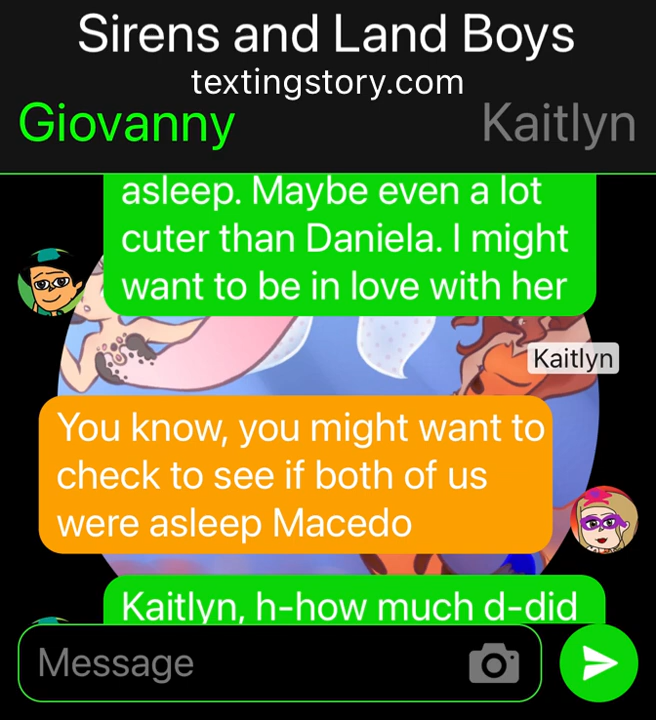 Sirens and Land Boys
textingstory.com
Giovanny
Kaitlyn
asleep. Maybe even a lot
cuter than Daniela. I might
want to be in love with her
Kaitlyn
You know, you might want to
check to see if both of us
were asleep Macedo
Kaitlyn, h-how much d-did
Message